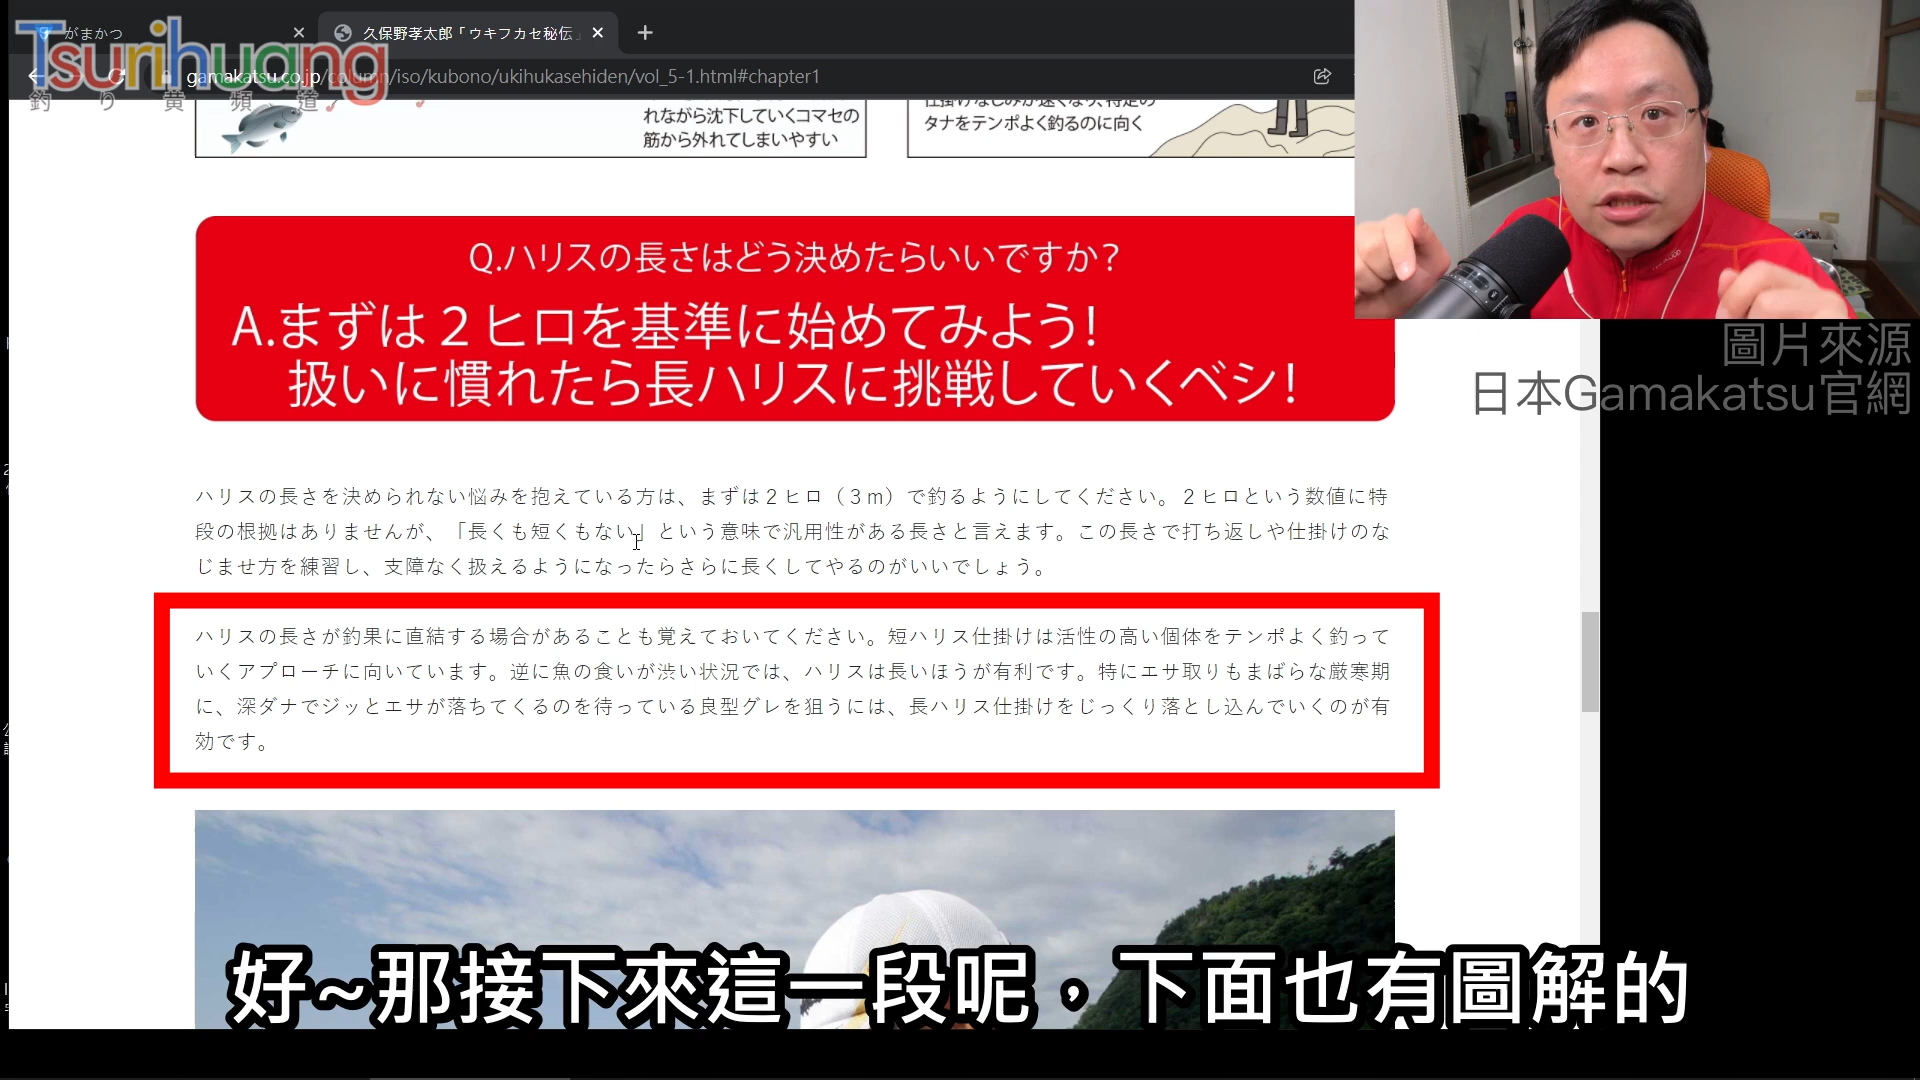 がまかつ
久保野孝太郎「ウキフカセ秘伝」
Tsurihuang
釣り黄頻道
gamakatsu.co.jp/column/iso/kubono/ukihukasehiden/vol_5-1.html#chapter1
れながら沈下していくコマセの
筋から外れてしまいやすい
仕掛けなじみが速くなり、特定の
タナをテンポよく釣るのに向く
Q.ハリスの長さはどう決めたらいいですか?
A.まずは2ヒロを基準に始めてみよう!
扱いに慣れたら長ハリスに挑戦していくベシ!
圖片來源
日本Gamakatsu官網
ハリスの長さを決められない悩みを抱えている方は、まずは2ヒロ（3m）で釣るようにしてください。2ヒロという数値に特
段の根拠はありませんが、「長くも短くもない」という意味で汎用性がある長さと言えます。この長さで打ち返しや仕掛けのな
じませ方を練習し、支障なく扱えるようになったらさらに長くしてやるのがいいでしょう。
ハリスの長さが釣果に直結する場合があることも覚えておいてください。短ハリス仕掛けは活性の高い個体をテンポよく釣って
いくアプローチに向いています。逆に魚の食いが渋い状況では、ハリスは長いほうが有利です。特にエサ取りもまばらな厳寒期
に、深ダナでジッとエサが落ちてくるのを待っている良型グレを狙うには、長ハリス仕掛けをじっくり落とし込んでいくのが有
効です。
好~那接下來這一段呢，下面也有圖解的